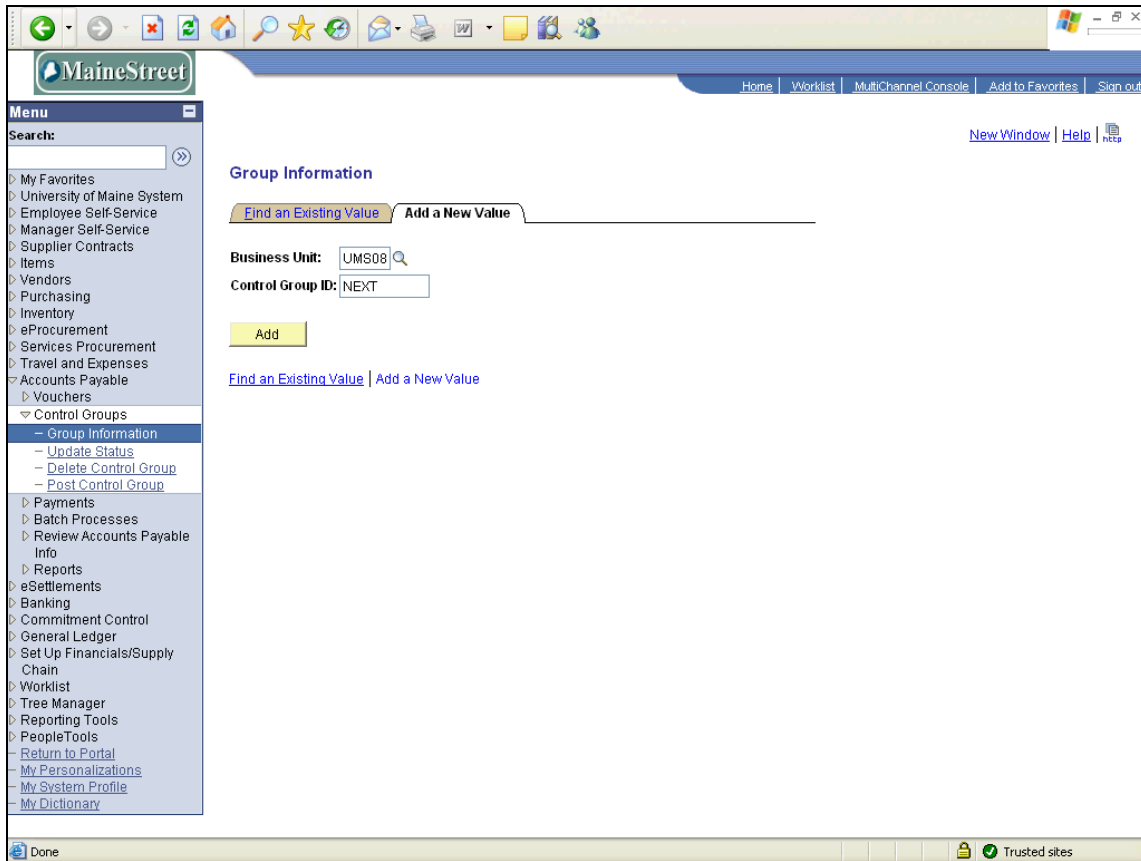 MaineStreet
Home | Worklist | MultiChannel Console | Add to Favorites | Sign out
Menu
Search:
My Favorites
University of Maine System
Employee Self-Service
Manager Self-Service
Supplier Contracts
Items
Vendors
Purchasing
Inventory
eProcurement
Services Procurement
Travel and Expenses
Accounts Payable
Vouchers
Control Groups
– Group Information
– Update Status
– Delete Control Group
– Post Control Group
Payments
Batch Processes
Review Accounts Payable
Info
Reports
eSettlements
Banking
Commitment Control
General Ledger
Set Up Financials/Supply
Chain
Worklist
Tree Manager
Reporting Tools
PeopleTools
– Return to Portal
– My Personalizations
– My System Profile
– My Dictionary
New Window | Help | http
Group Information
Find an Existing Value / Add a New Value
Business Unit: UMS08
Control Group ID: NEXT
Add
Find an Existing Value | Add a New Value
Done
Trusted sites